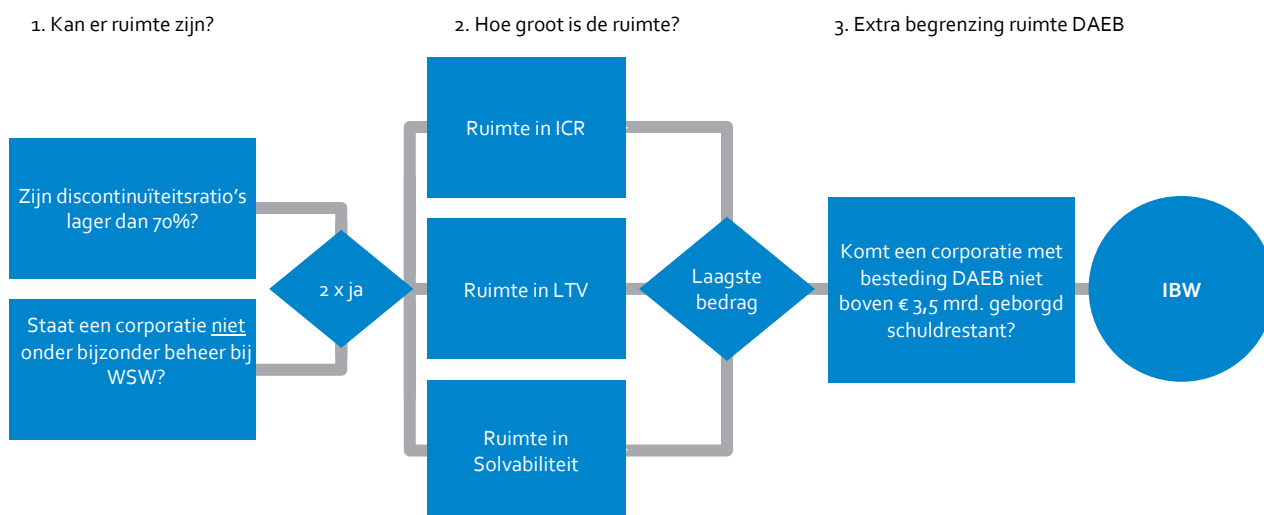 1. Kan er ruimte zijn?
2. Hoe groot is de ruimte?
3. Extra begrenzing ruimte DAEB
Zijn discontinuïteitsratio's
lager dan 70%?
Staat een corporatie niet
onder bijzonder beheer bij
WSW?
2 x ja
Ruimte in ICR
Ruimte in LTV
Ruimte in
Solvabiliteit
Laagste
bedrag
Komt een corporatie met
besteding DAEB niet
boven € 3,5 mrd. geborgd
schuldrestant?
IBW